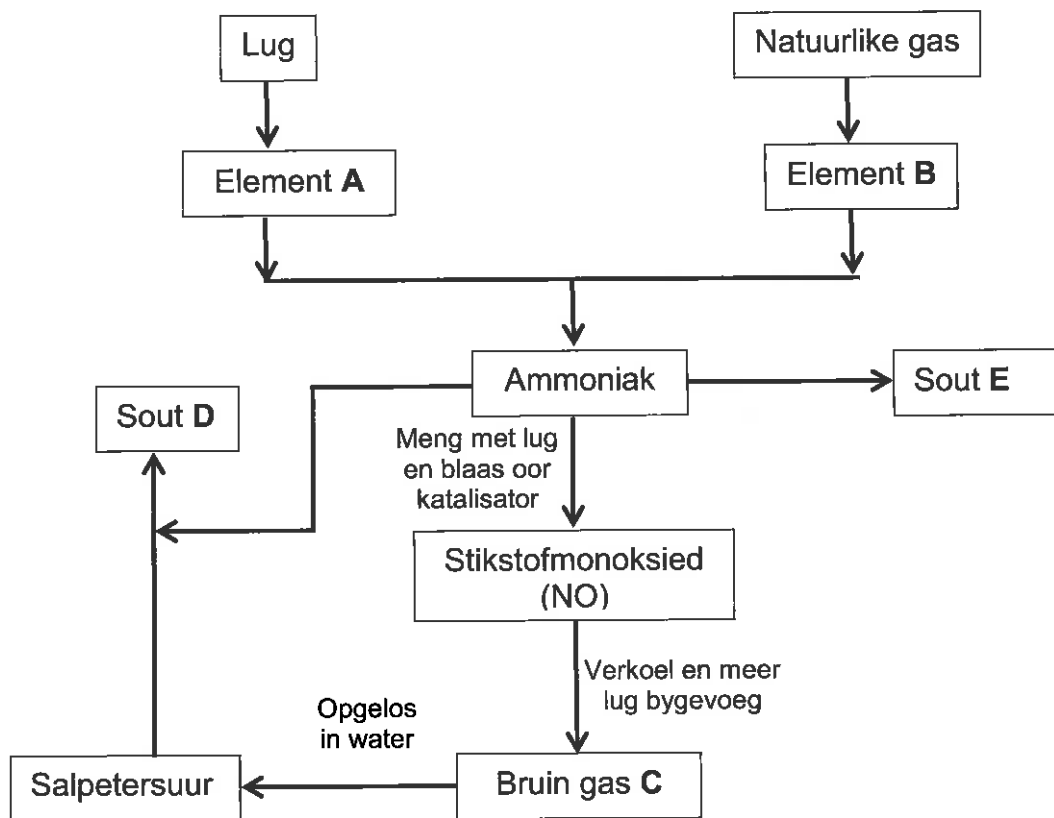 Lug
Natuurlike gas
Element A
Element B
Ammoniak
Sout E
Sout D
Meng met lug
en blaas oor
katalisator
Stikstofmonoksied
(NO)
Verkoel en meer
lug bygevoeg
Opgelos
in water
Salpetersuur
Bruin gas C